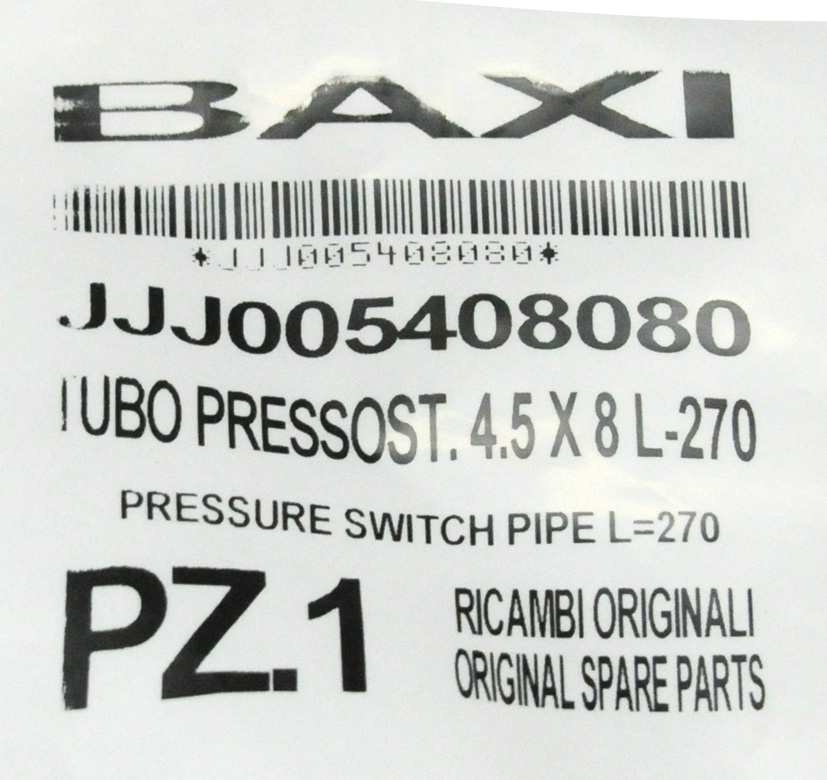 BAXI
*JJJ005408080*
JJJ005408080
TUBO PRESSOST. 4.5 X 8 L-270
PRESSURE SWITCH PIPE L=270
PZ.1
RICAMBI ORIGINALI
ORIGINAL SPARE PARTS